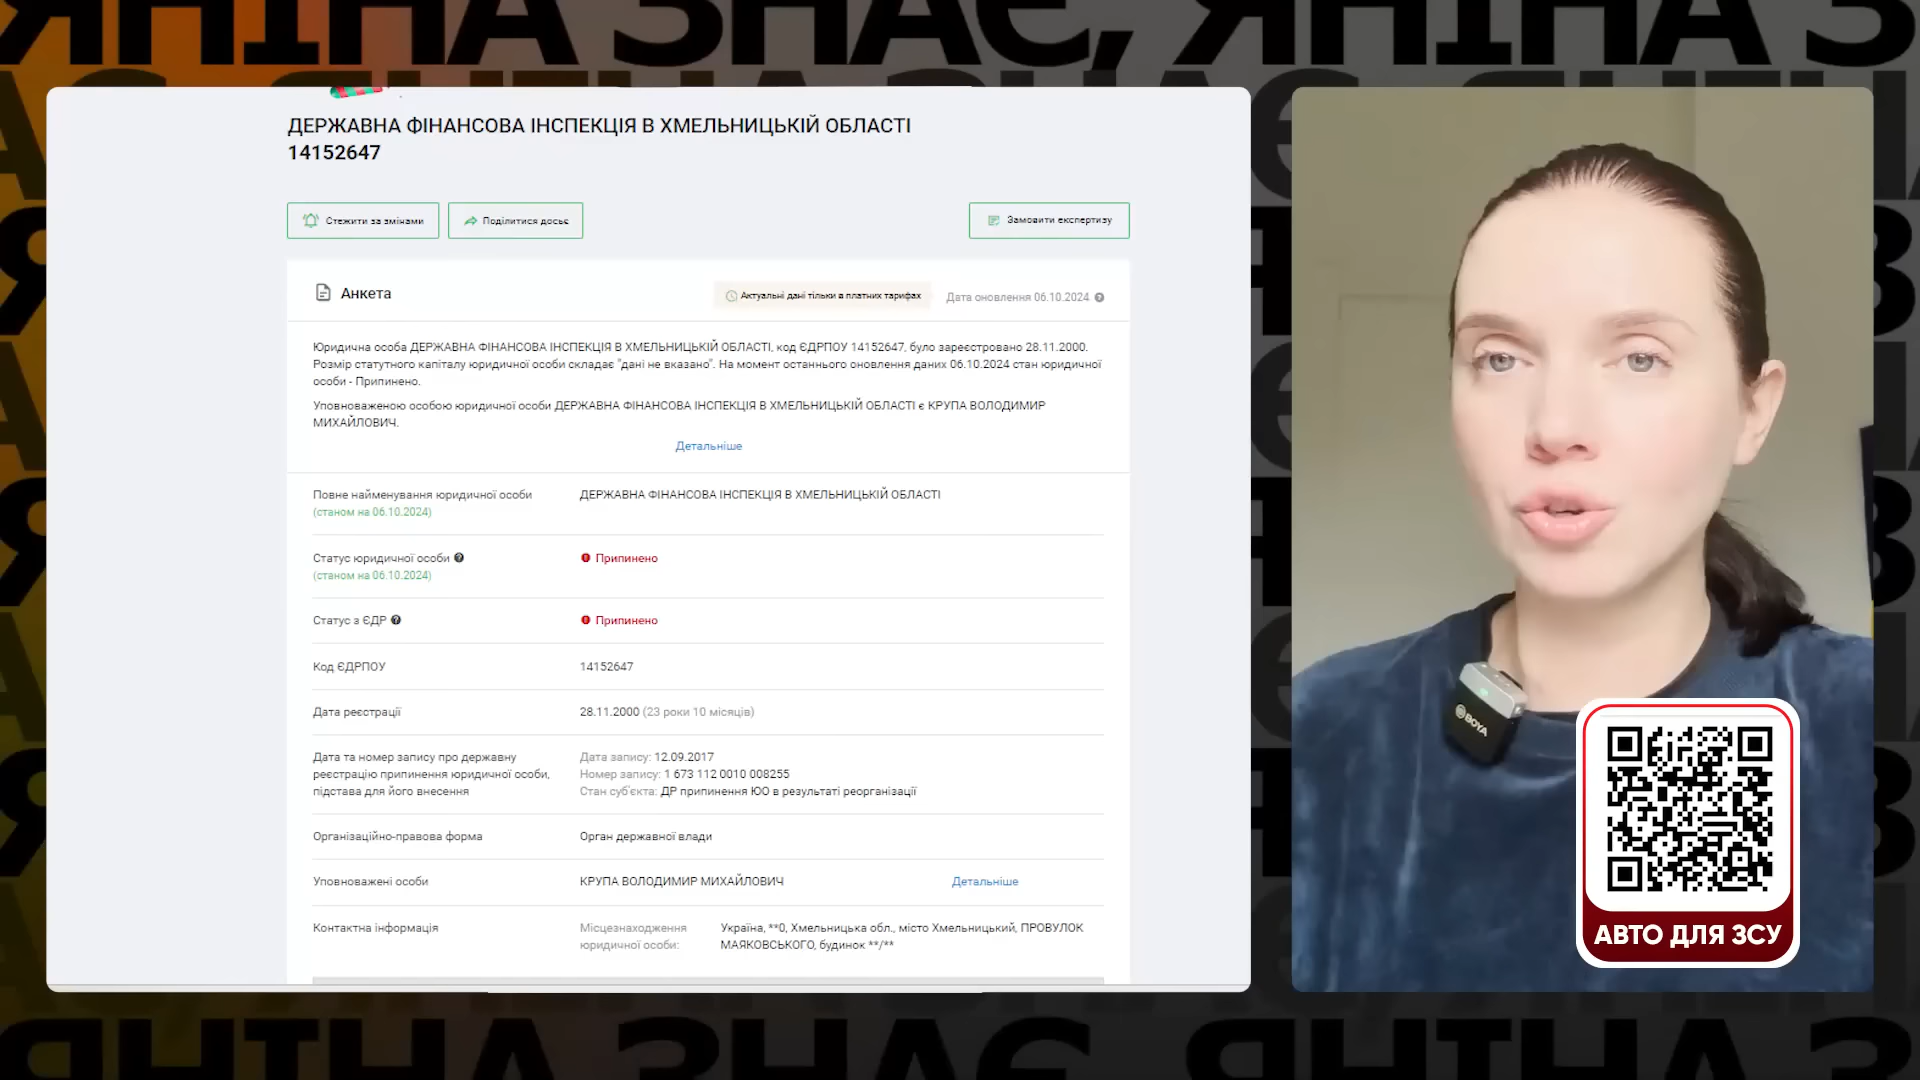 ЯНІНА ЗНАЄ, ЯНІНА З
ДЕРЖАВНА ФІНАНСОВА ІНСПЕКЦІЯ В ХМЕЛЬНИЦЬКІЙ ОБЛАСТІ
14152647
Стежити за змінами
Поділитися досьє
Замовити експертизу
Анкета
Актуальні дані тільки в платних тарифах
Дата оновлення 06.10.2024
Юридична особа ДЕРЖАВНА ФІНАНСОВА ІНСПЕКЦІЯ В ХМЕЛЬНИЦЬКІЙ ОБЛАСТІ, код ЄДРПОУ 14152647, було зареєстровано 28.11.2000.
Розмір статутного капіталу юридичної особи складає "дані не вказано". На момент останнього оновлення даних 06.10.2024 стан юридичної
особи - Припинено.
Уповноваженою особою юридичної особи ДЕРЖАВНА ФІНАНСОВА ІНСПЕКЦІЯ В ХМЕЛЬНИЦЬКІЙ ОБЛАСТІ є КРУПА ВОЛОДИМИР
МИХАЙЛОВИЧ.
Детальніше
Повне найменування юридичної особи
(станом на 06.10.2024)
ДЕРЖАВНА ФІНАНСОВА ІНСПЕКЦІЯ В ХМЕЛЬНИЦЬКІЙ ОБЛАСТІ
Статус юридичної особи
(станом на 06.10.2024)
Припинено
Статус з ЄДР
Припинено
Код ЄДРПОУ
14152647
Дата реєстрації
28.11.2000 (23 роки 10 місяців)
Дата та номер запису про державну
реєстрацію припинення юридичної особи,
підстава для його внесення
Дата запису: 12.09.2017
Номер запису: 1 673 112 0010 008255
Стан суб'єкта: ДР припинення ЮО в результаті реорганізації
Організаційно-правова форма
Орган державної влади
Уповноважені особи
КРУПА ВОЛОДИМИР МИХАЙЛОВИЧ
Детальніше
Контактна інформація
Місцезнаходження
юридичної особи:
Україна, **0, Хмельницька обл., місто Хмельницький, ПРОВУЛОК
МАЯКОВСЬКОГО, будинок **/**
BOYA
АВТО ДЛЯ ЗСУ
ЯНІНА ЗНАЄ, ЯНІНА З